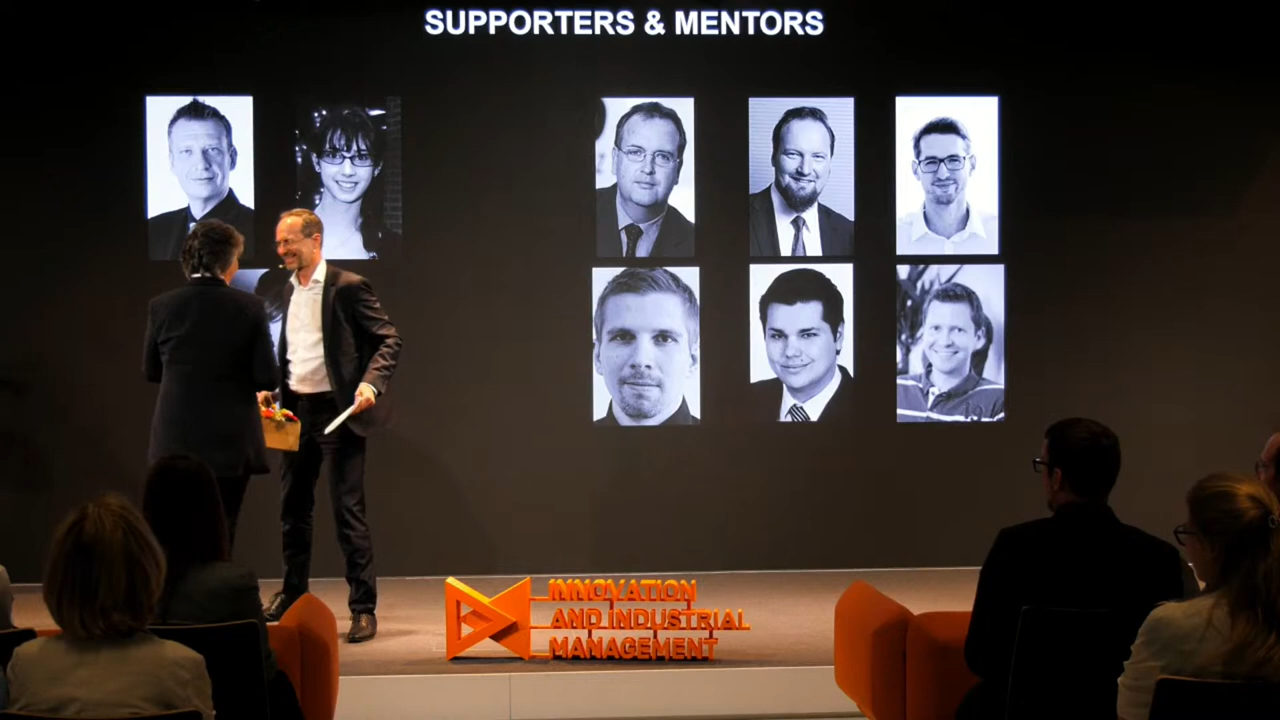 SUPPORTERS & MENTORS
INNOVATION
AND INDUSTRIAL
MANAGEMENT